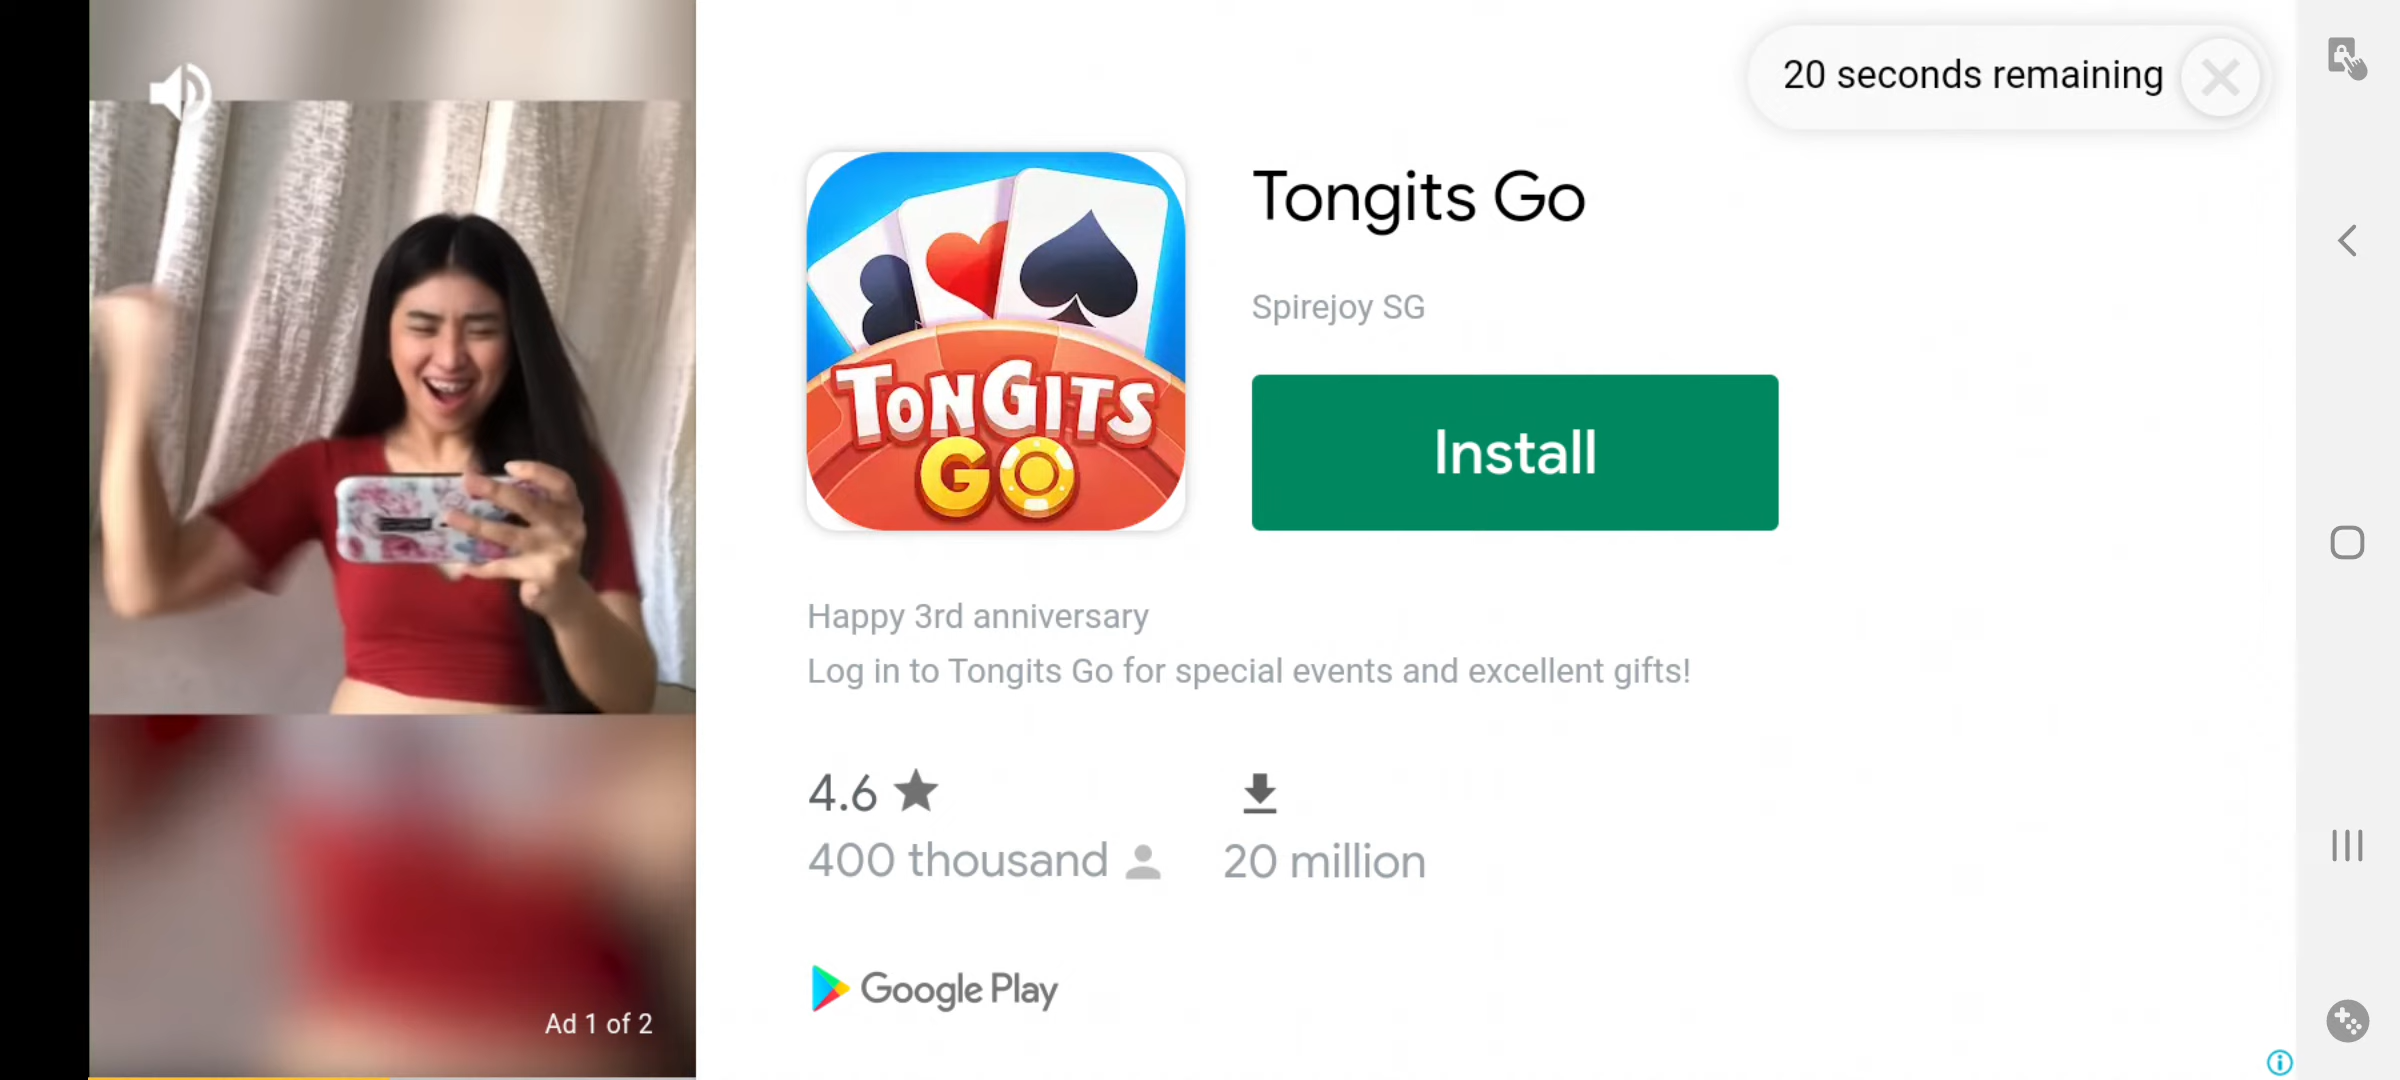 20 seconds remaining
Tongits Go
Spirejoy SG
TONGITS
GO
Install
Happy 3rd anniversary
Log in to Tongits Go for special events and excellent gifts!
4.6
400 thousand
20 million
Google Play
Ad 1 of 2